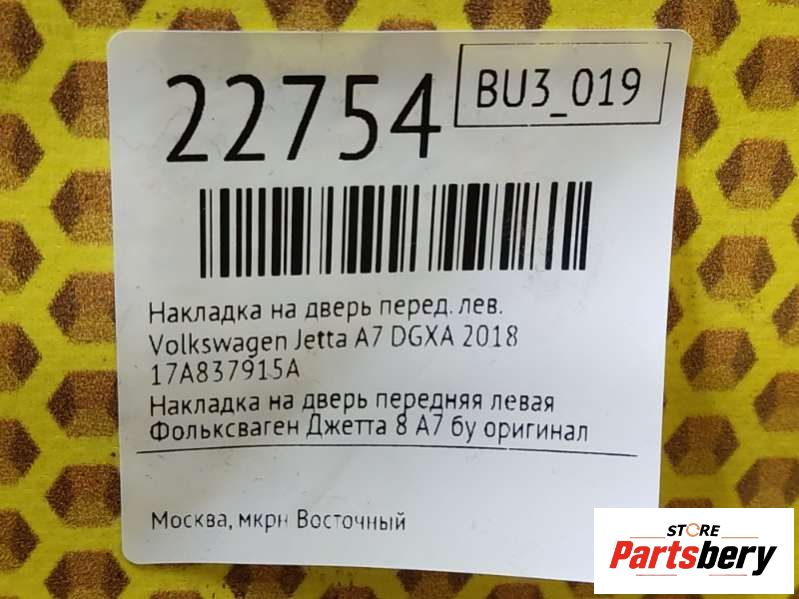 22754
BU3_019
Накладка на дверь перед. лев.
Volkswagen Jetta A7 DGXA 2018
17A837915A
Накладка на дверь передняя левая
Фольксваген Джетта 8 А7 бу оригинал
Москва, мкрн Восточный
STORE
Partsbery